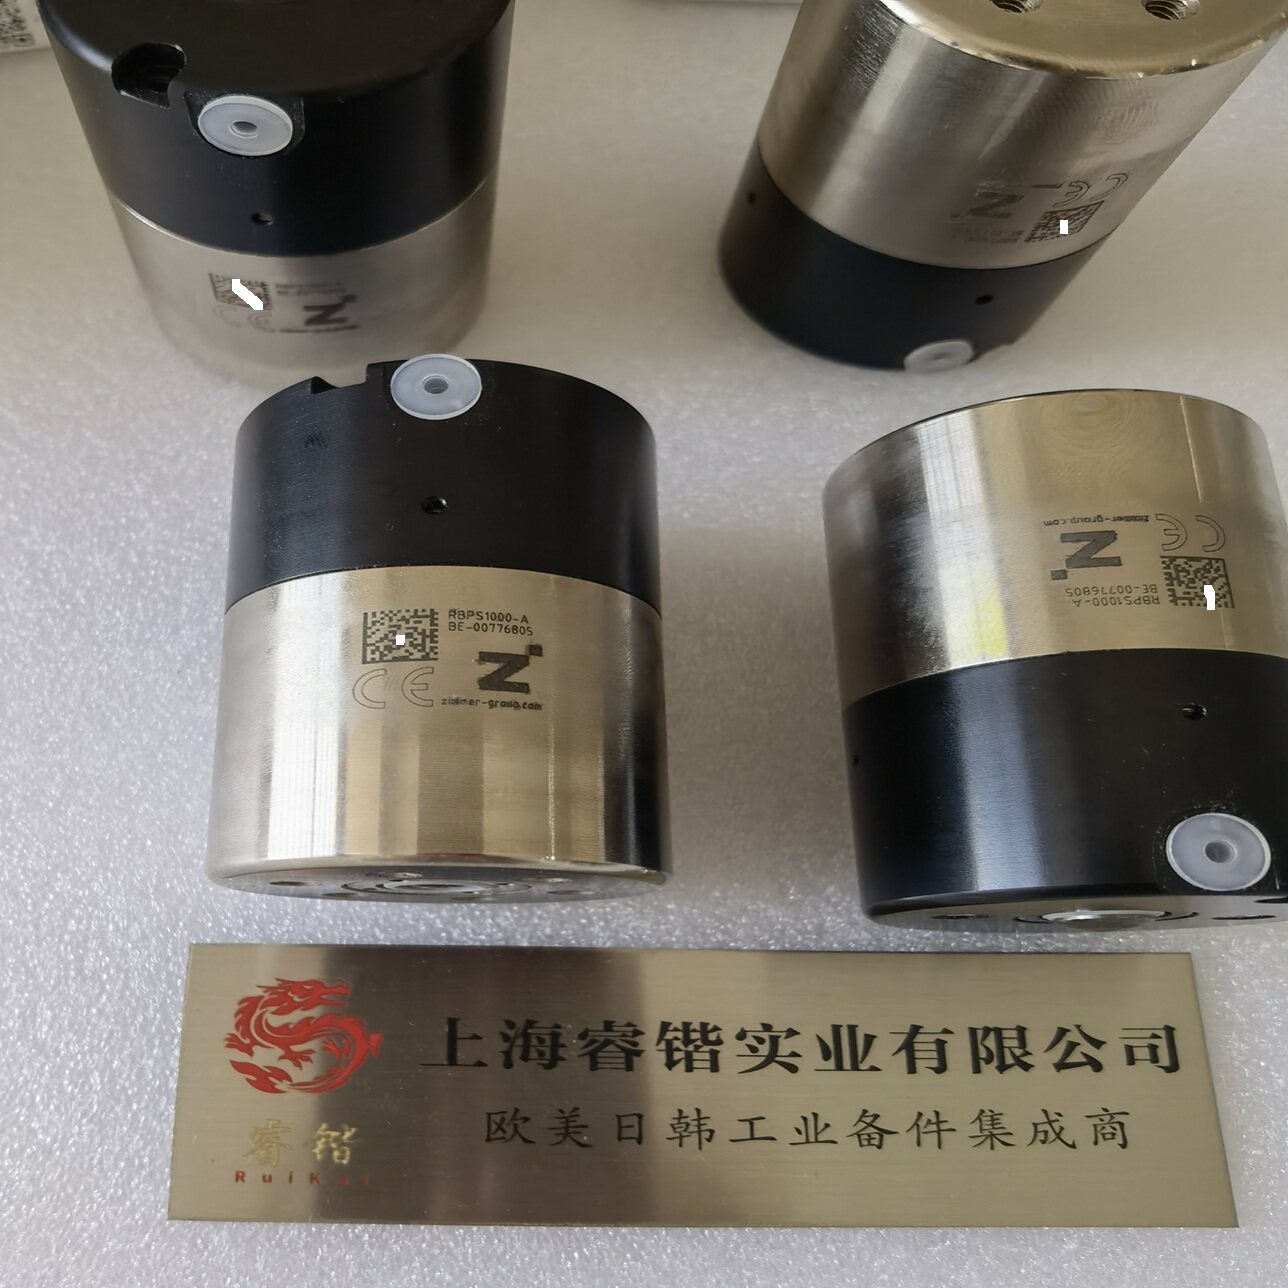 RBPS1000-A
BE-00776805
Z
CE
zimmer-group.com
RBPS1000-A
BE-00776805
Z
CE
zimmer-group.com
上海睿锴实业有限公司
欧美日韩工业备件集成商
睿锴
RuiKai